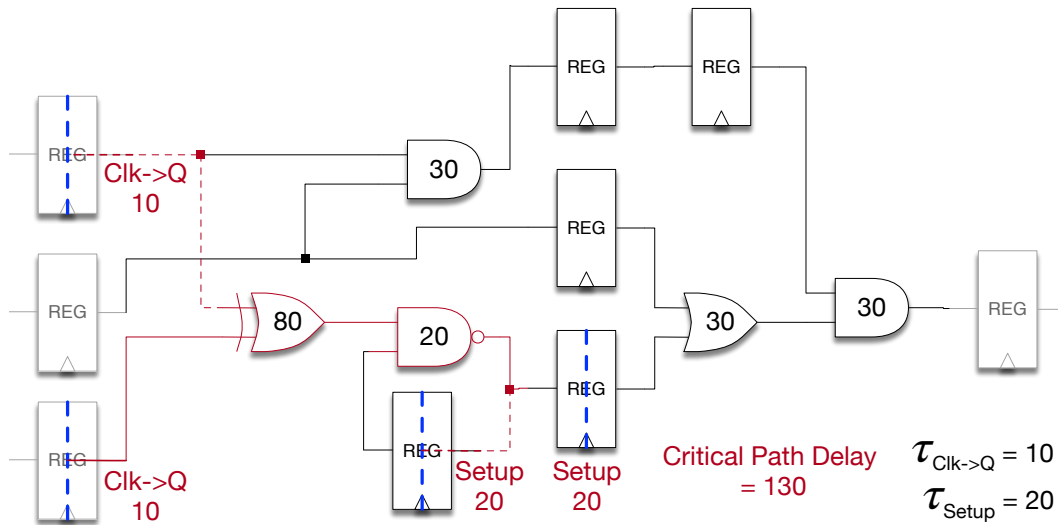 REG
REG
REG
Clk->Q
10
30
REG
REG
REG
80
20
30
30
REG
REG
REG
REG
Clk->Q
10
Setup
20
Setup
20
Critical Path Delay
= 130
τClk->Q = 10
τSetup = 20